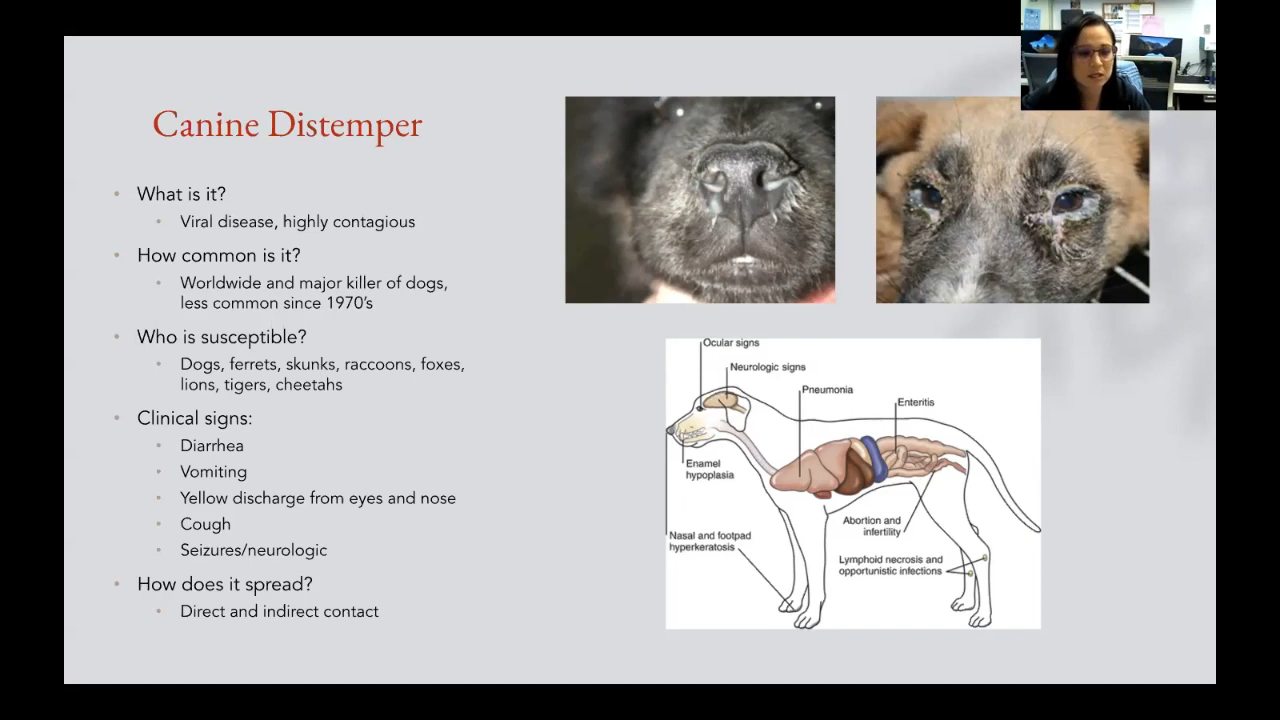 Canine Distemper
What is it?
Viral disease, highly contagious
How common is it?
Worldwide and major killer of dogs,
less common since 1970's
Who is susceptible?
Dogs, ferrets, skunks, raccoons, foxes,
lions, tigers, cheetahs
Clinical signs:
Diarrhea
Vomiting
Yellow discharge from eyes and nose
Cough
Seizures/neurologic
How does it spread?
Direct and indirect contact
Ocular signs
Neurologic signs
Pneumonia
Enteritis
Enamel
hypoplasia
Nasal and footpad
hyperkeratosis
Abortion and
infertility
Lymphoid necrosis and
opportunistic infections